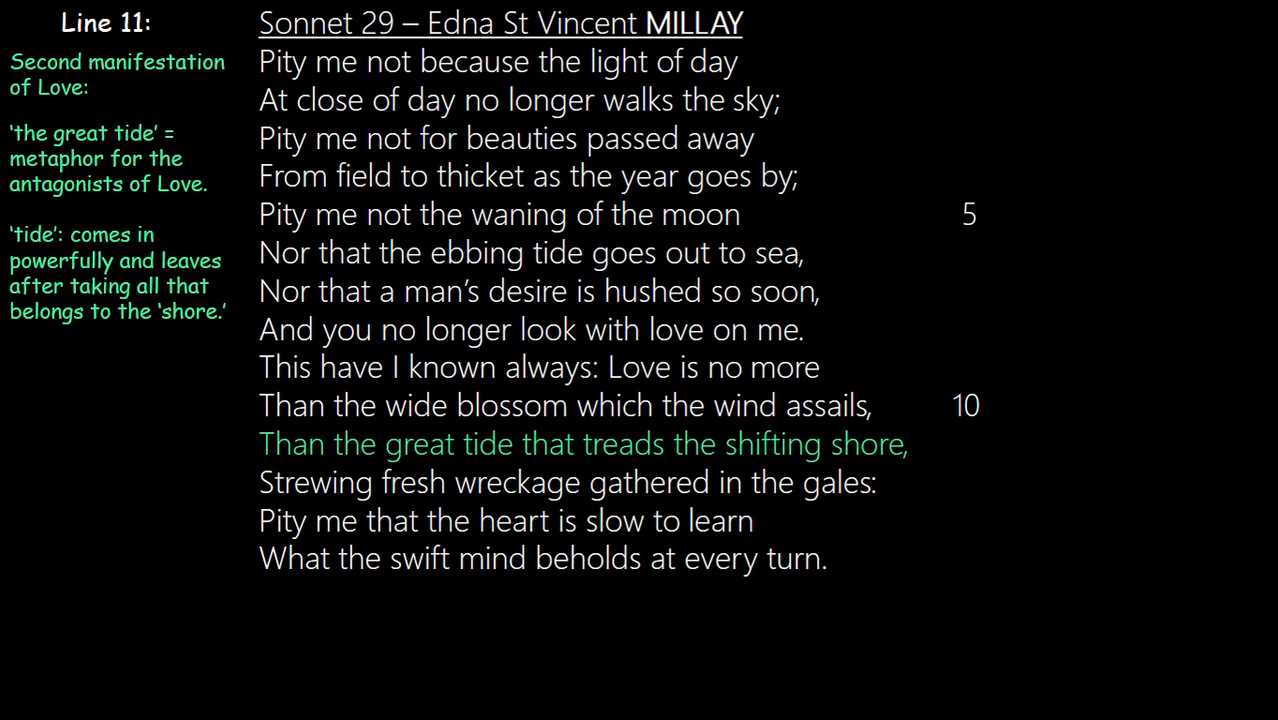 Line 11:
Second manifestation
of Love:
‘the great tide’ =
metaphor for the
antagonists of Love.
‘tide’: comes in
powerfully and leaves
after taking all that
belongs to the ‘shore.’
Sonnet 29 – Edna St Vincent MILLAY
Pity me not because the light of day
At close of day no longer walks the sky;
Pity me not for beauties passed away
From field to thicket as the year goes by;
Pity me not the waning of the moon 5
Nor that the ebbing tide goes out to sea,
Nor that a man’s desire is hushed so soon,
And you no longer look with love on me.
This have I known always: Love is no more
Than the wide blossom which the wind assails, 10
Than the great tide that treads the shifting shore,
Strewing fresh wreckage gathered in the gales:
Pity me that the heart is slow to learn
What the swift mind beholds at every turn.